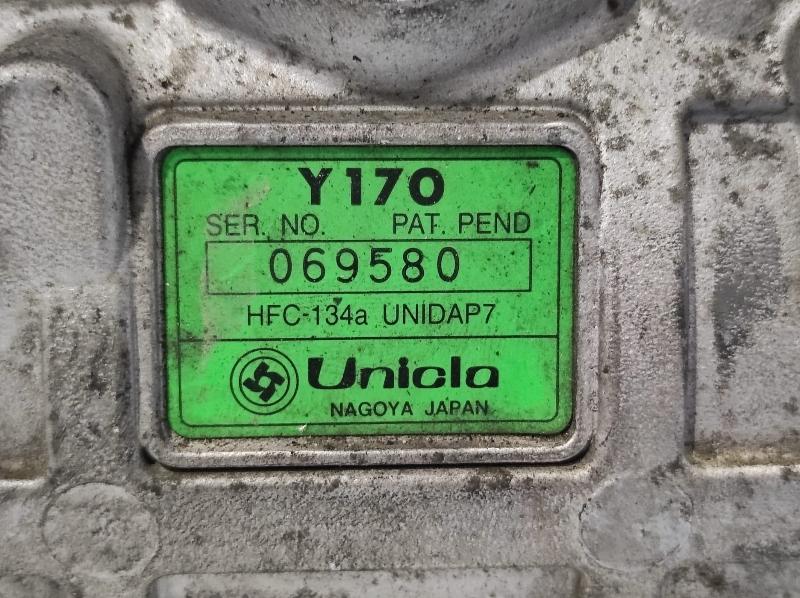 Y170
SER. NO. PAT. PEND
069580
HFC-134a UNIDAP7
Unicla
NAGOYA JAPAN